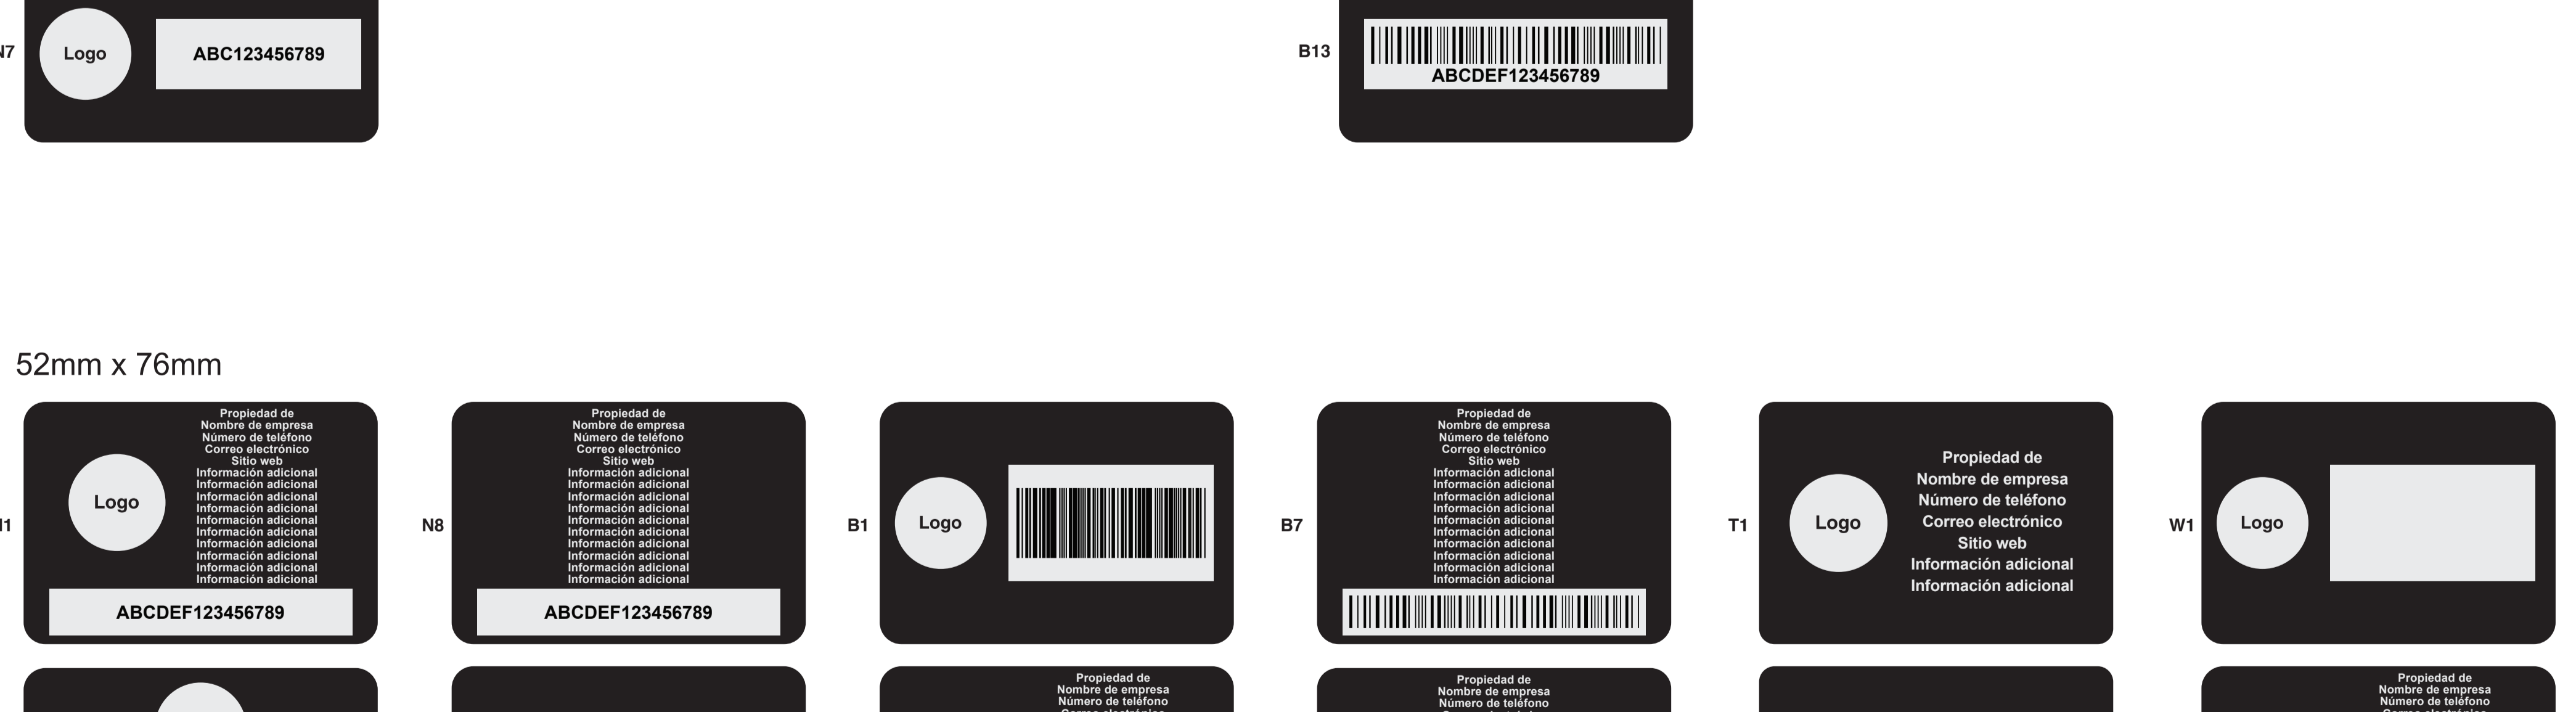 N7
Logo
ABC123456789
B13
ABCDEF123456789
52mm x 76mm
Logo
Propiedad de
Nombre de empresa
Número de teléfono
Correo electrónico
Sitio web
Información adicional
Información adicional
Información adicional
Información adicional
Información adicional
Información adicional
Información adicional
Información adicional
Información adicional
Información adicional
ABCDEF123456789
N8
Propiedad de
Nombre de empresa
Número de teléfono
Correo electrónico
Sitio web
Información adicional
Información adicional
Información adicional
Información adicional
Información adicional
Información adicional
Información adicional
Información adicional
Información adicional
Información adicional
ABCDEF123456789
B1
Logo
B7
Propiedad de
Nombre de empresa
Número de teléfono
Correo electrónico
Sitio web
Información adicional
Información adicional
Información adicional
Información adicional
Información adicional
Información adicional
Información adicional
Información adicional
Información adicional
Información adicional
T1
Logo
Propiedad de
Nombre de empresa
Número de teléfono
Correo electrónico
Sitio web
Información adicional
Información adicional
W1
Logo
Propiedad de
Nombre de empresa
Número de teléfono
Propiedad de
Nombre de empresa
Número de teléfono
Propiedad de
Nombre de empresa
Número de teléfono